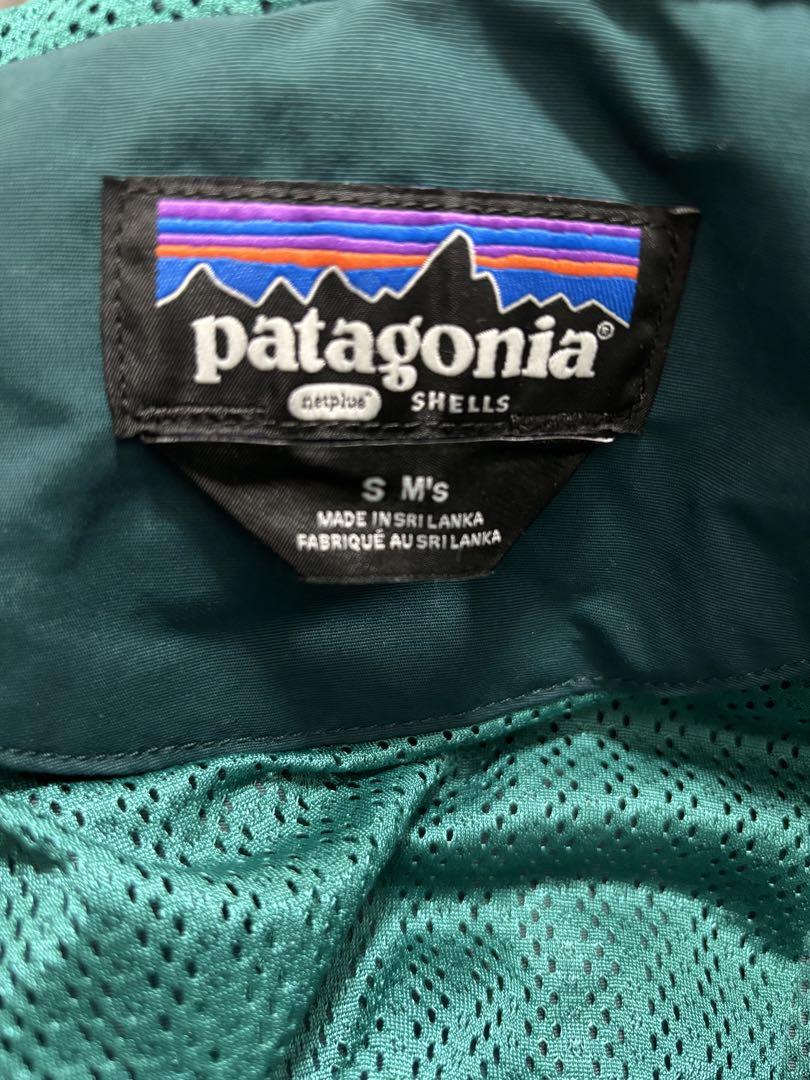 patagonia®
netplus® SHELLS
S M's
MADE IN SRI LANKA
FABRIQUÉ AU SRI LANKA